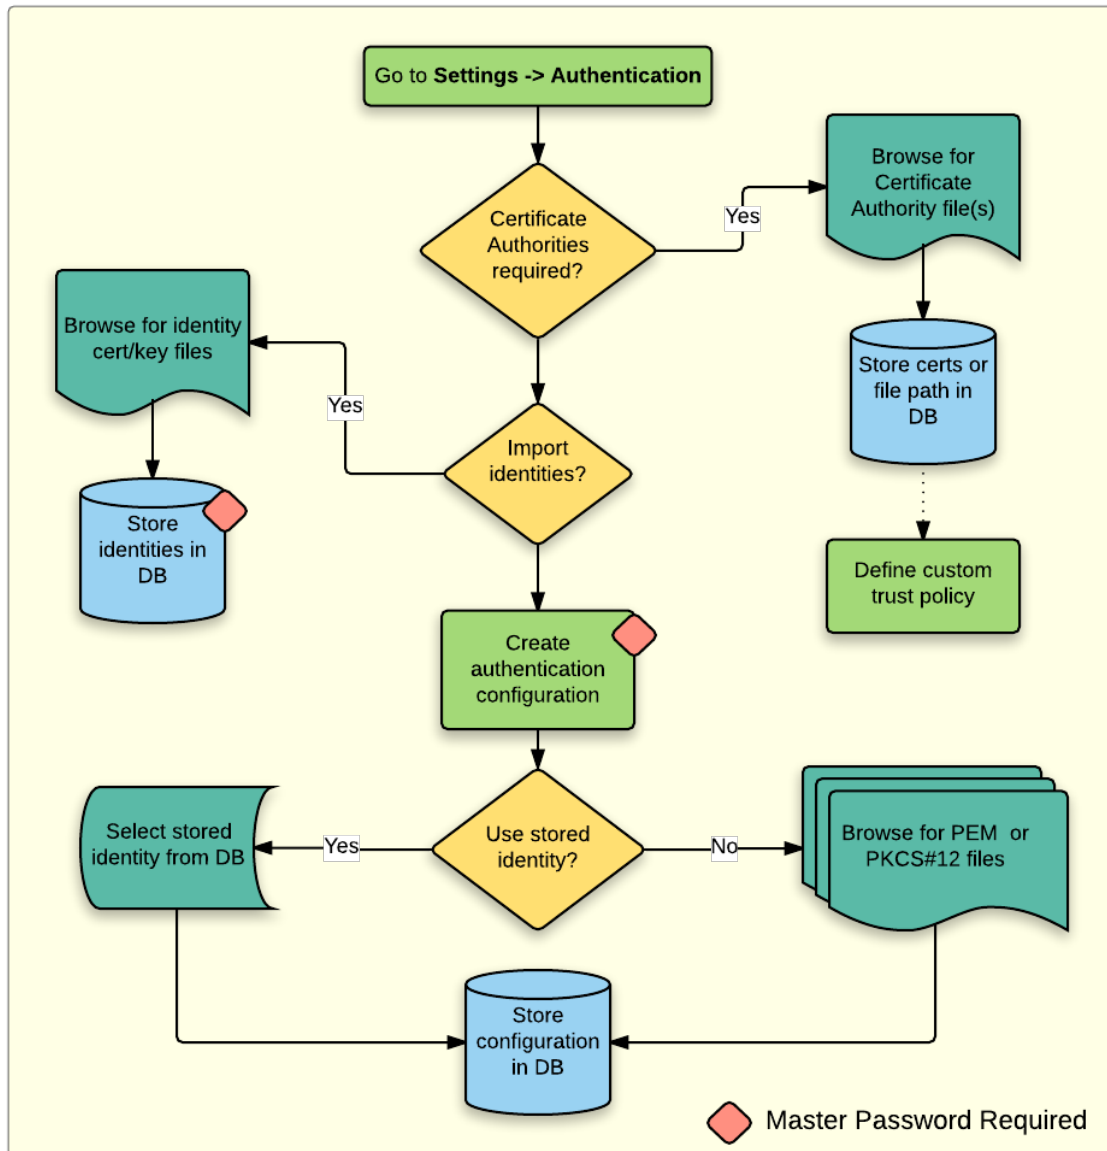 Go to Settings -> Authentication
Certificate
Authorities
required?
Yes
Browse for
Certificate
Authority file(s)
Store certs or
file path in
DB
Define custom
trust policy
Import
identities?
Yes
Browse for identity
cert/key files
Store
identities in
DB
Create
authentication
configuration
Use stored
identity?
Yes
Select stored
identity from DB
No
Browse for PEM or
PKCS#12 files
Store
configuration
in DB
Master Password Required